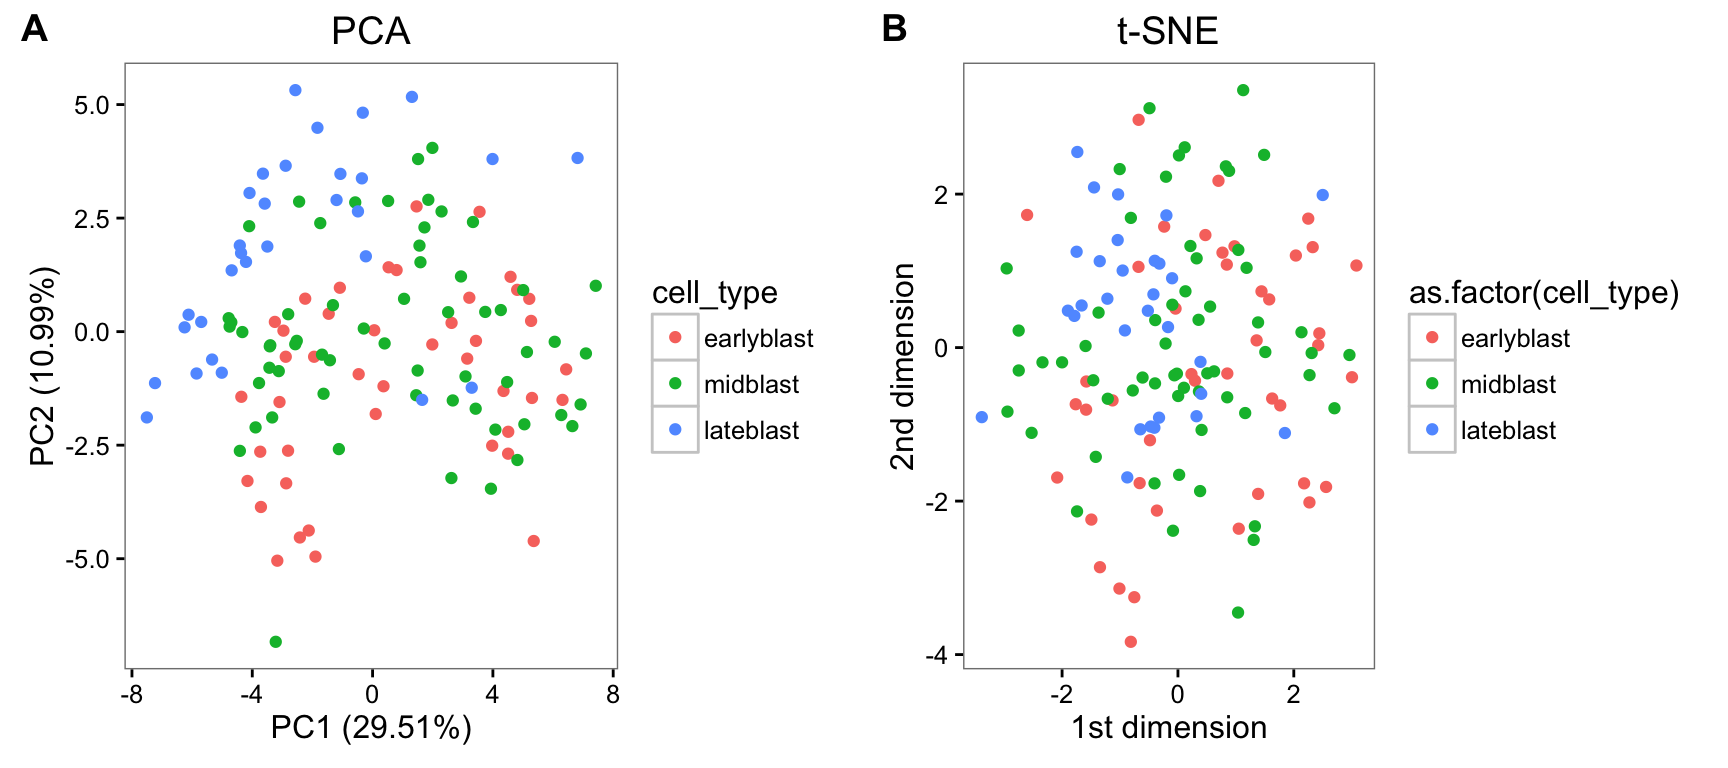 A
PCA
5.0
2.5
0.0
-2.5
-5.0
PC2 (10.99%)
-8
-4
0
4
8
PC1 (29.51%)
cell_type
earlyblast
midblast
lateblast
B
t-SNE
2
0
-2
-4
2nd dimension
-2
0
2
1st dimension
as.factor(cell_type)
earlyblast
midblast
lateblast